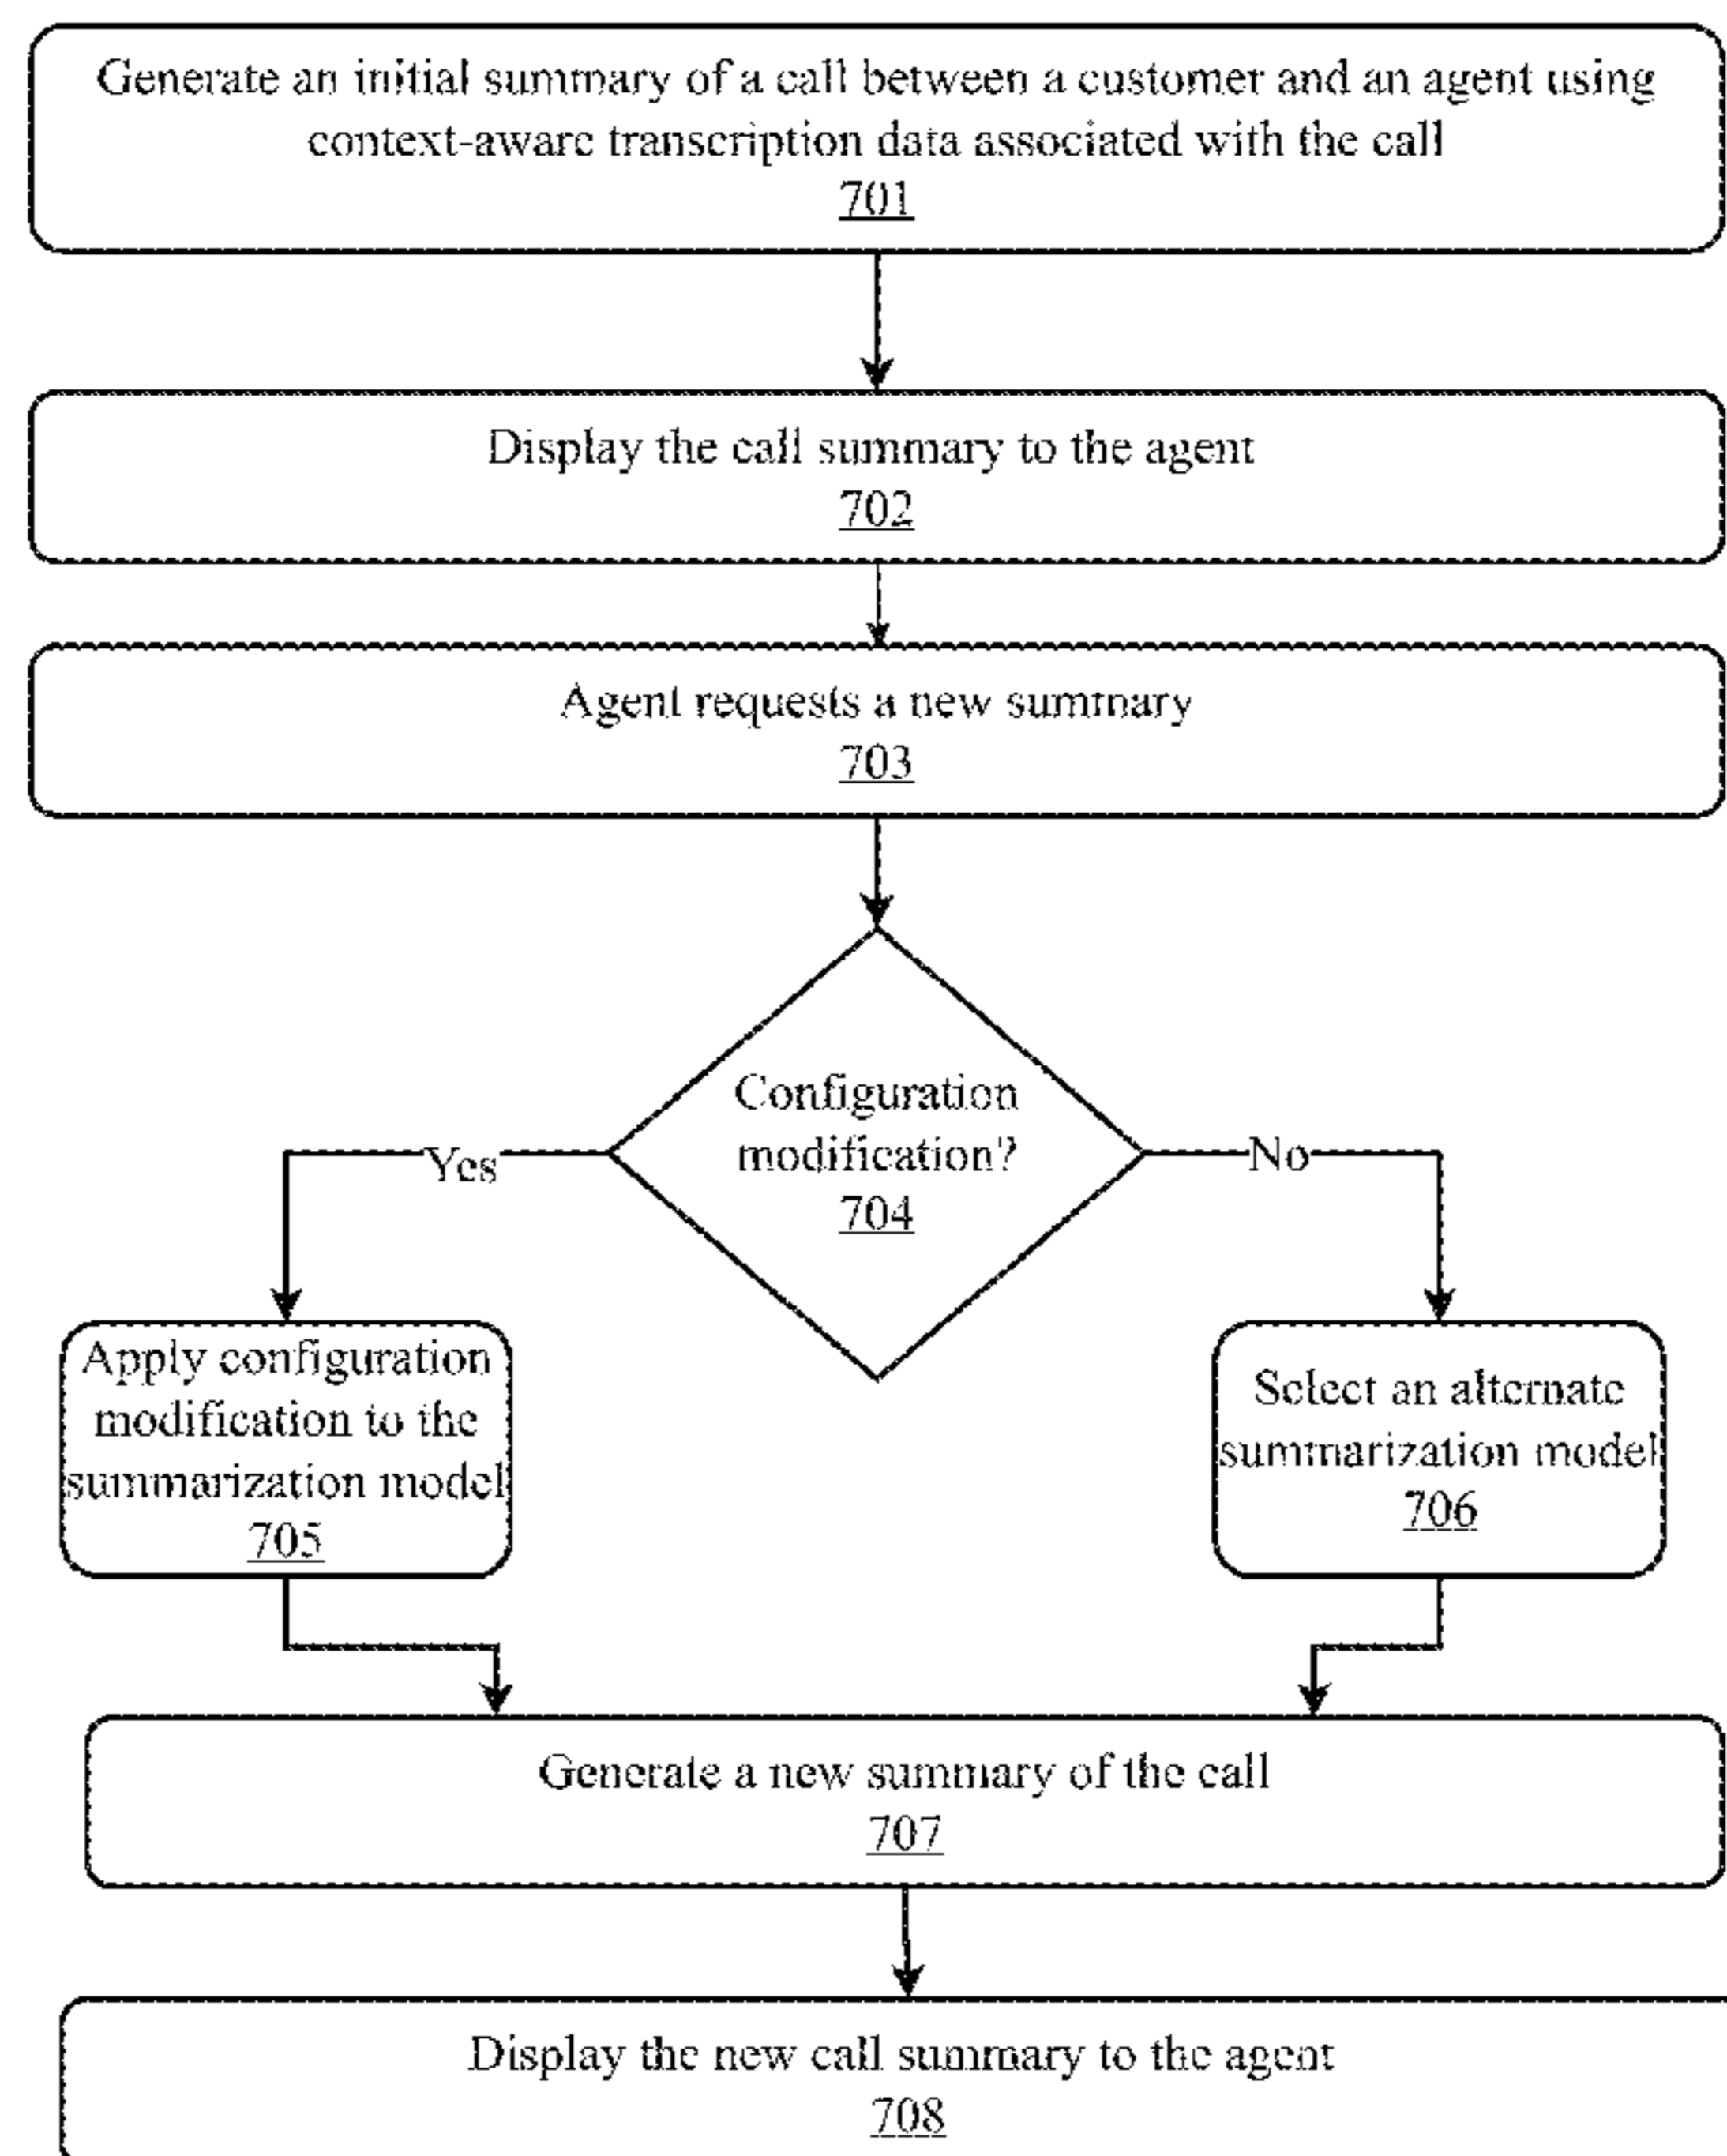 Generate an initial summary of a call between a customer and an agent using
context-aware transcription data associated with the call
701
Display the call summary to the agent
702
Agent requests a new summary
703
Configuration
modification?
704
Yes
No
Apply configuration
modification to the
summarization model
705
Select an alternate
summarization model
706
Generate a new summary of the call
707
Display the new call summary to the agent
708